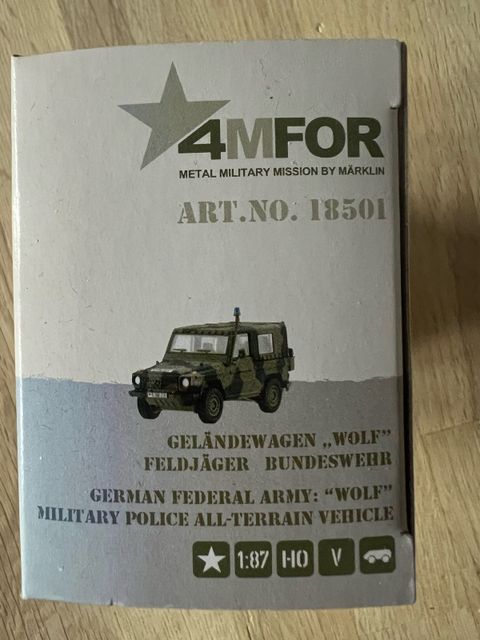 4MFOR
METAL MILITARY MISSION BY MÄRKLIN
ART.NO. 18501
GELÄNDEWAGEN „WOLF”
FELDJÄGER BUNDESWEHR
GERMAN FEDERAL ARMY: “WOLF”
MILITARY POLICE ALL-TERRAIN VEHICLE
1:87 HO V